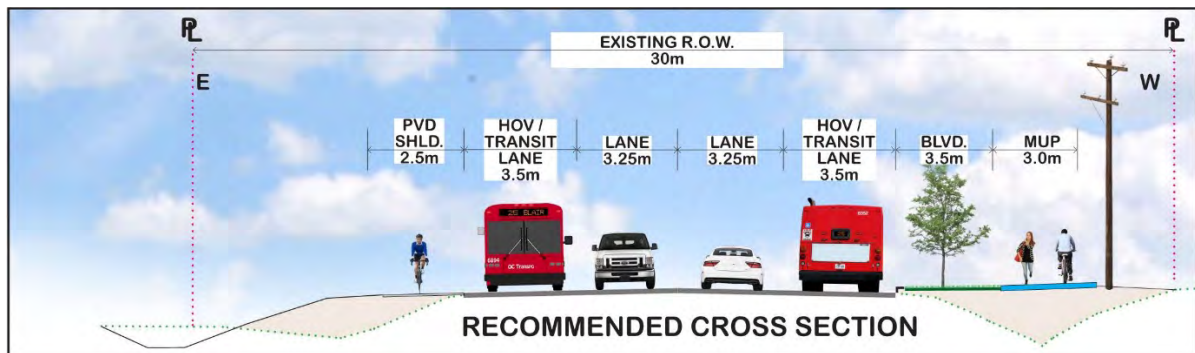 PL
PL
EXISTING R.O.W.
30m
E
W
PVD
SHLD.
2.5m
HOV /
TRANSIT
LANE
3.5m
LANE
3.25m
LANE
3.25m
HOV /
TRANSIT
LANE
3.5m
BLVD.
3.5m
MUP
3.0m
OC Transpo
RECOMMENDED CROSS SECTION